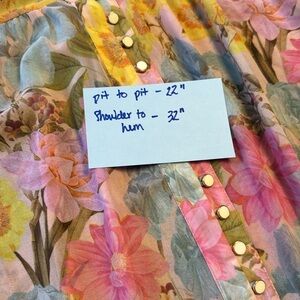 pit to pit - 22"
Shoulder to - 32"
hem